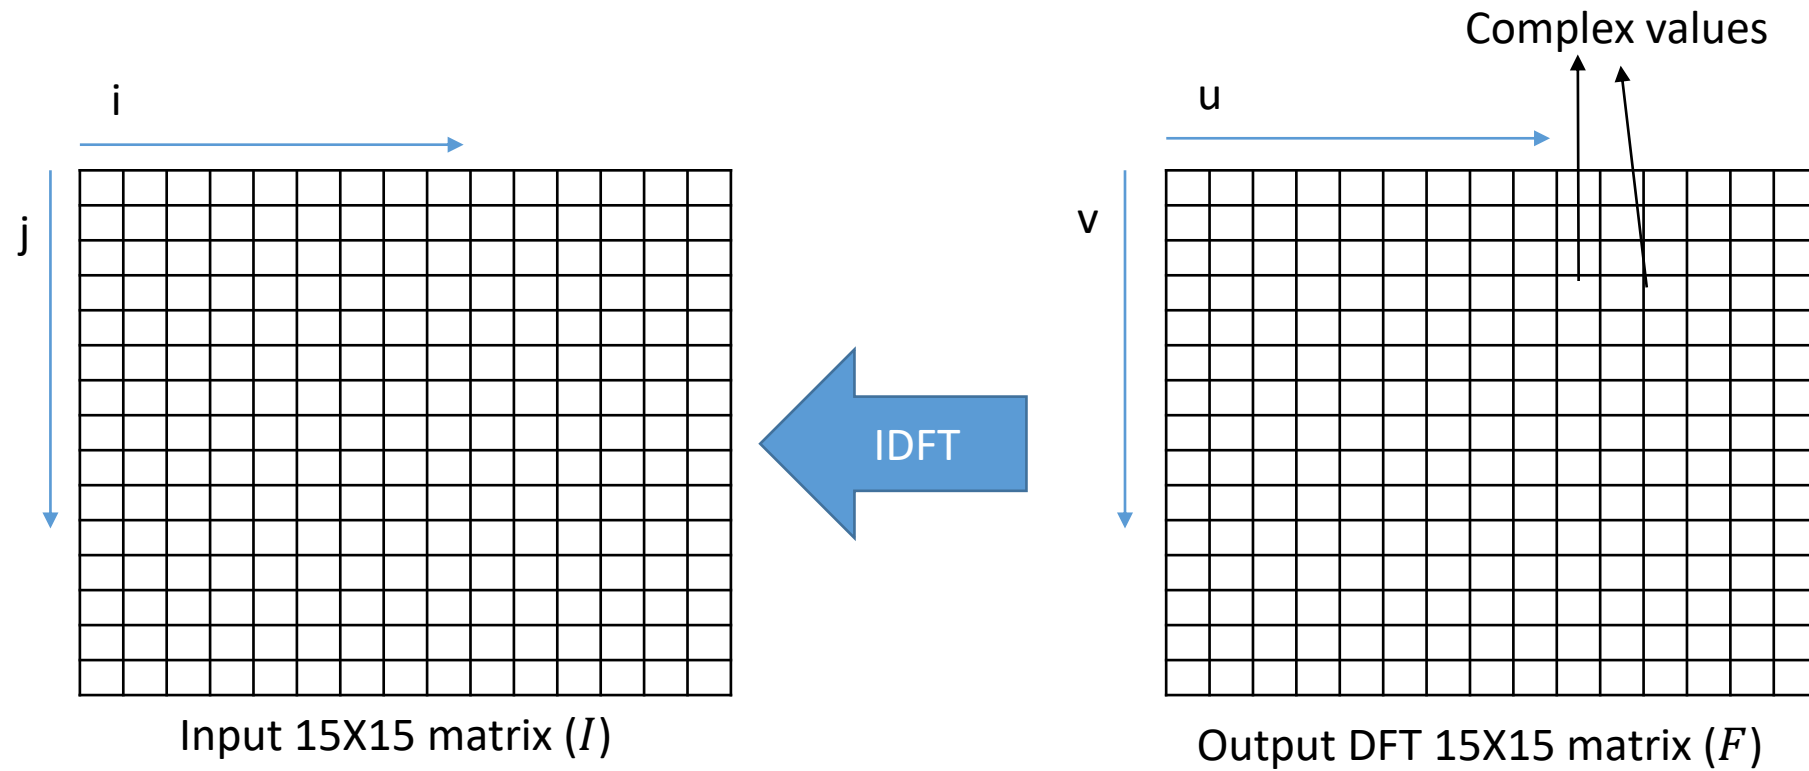 Complex values
i
u
j
v
IDFT
Input 15X15 matrix (I)
Output DFT 15X15 matrix (F)